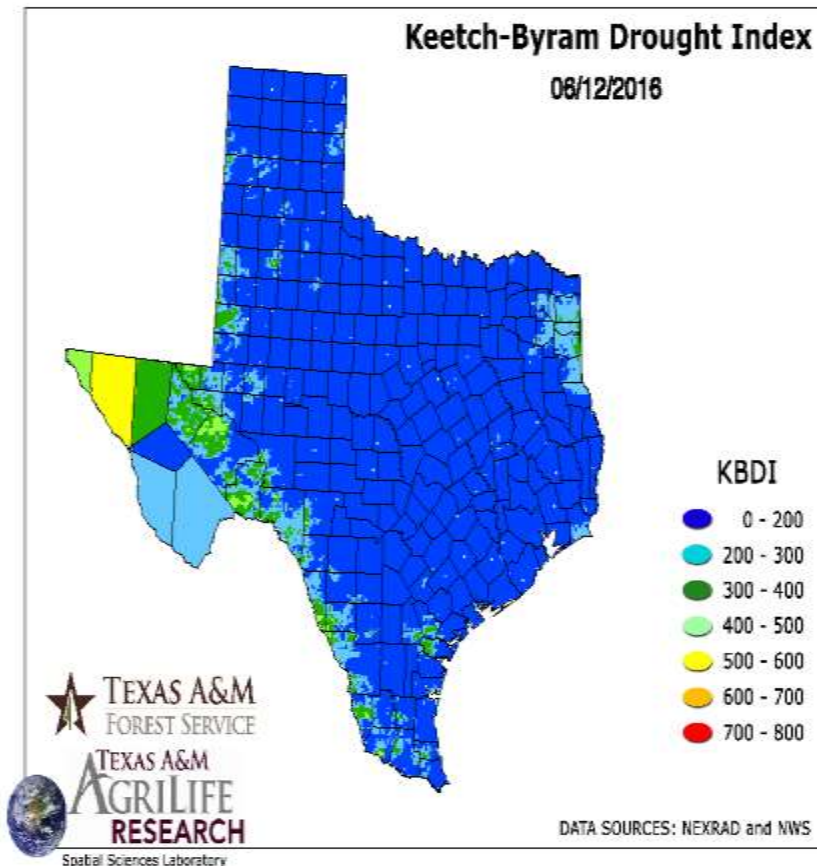 Keetch-Byram Drought Index
06/12/2016
KBDI
0 - 200
200 - 300
300 - 400
400 - 500
500 - 600
600 - 700
700 - 800
TEXAS A&M
FOREST SERVICE
TEXAS A&M
AGRILIFE
RESEARCH
Spatial Sciences Laboratory
DATA SOURCES: NEXRAD and NWS